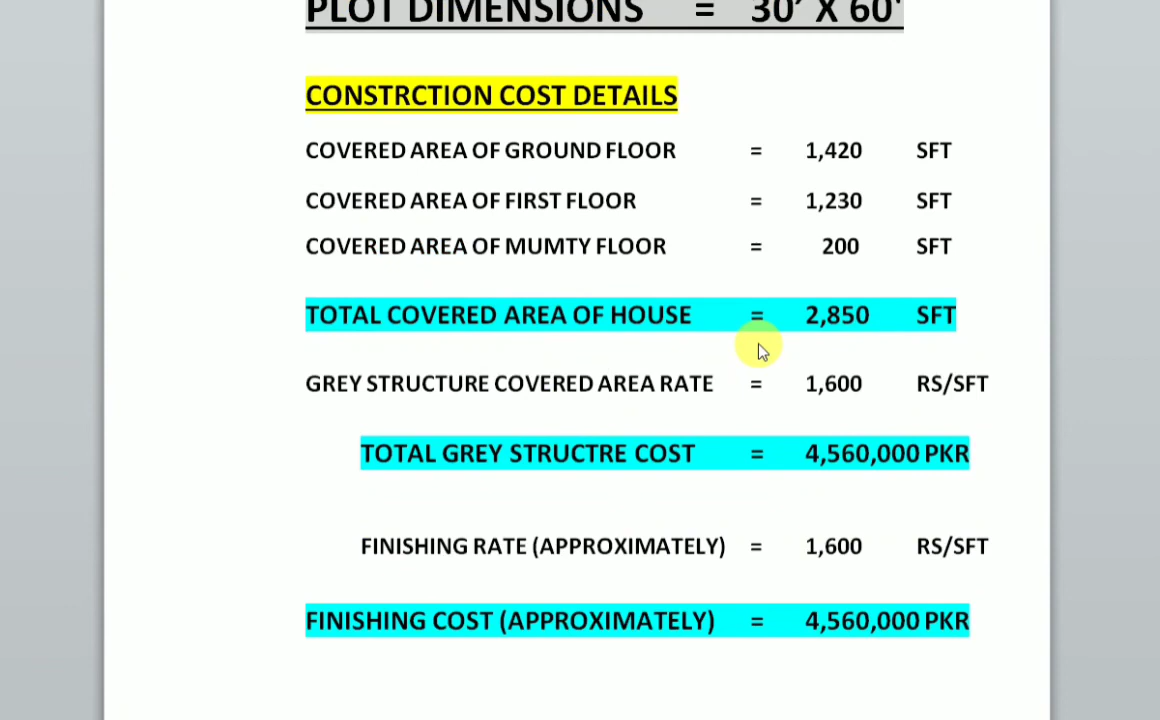 PLOT DIMENSIONS = 30' X 60'
CONSTRCTION COST DETAILS
COVERED AREA OF GROUND FLOOR = 1,420 SFT
COVERED AREA OF FIRST FLOOR = 1,230 SFT
COVERED AREA OF MUMTY FLOOR = 200 SFT
TOTAL COVERED AREA OF HOUSE = 2,850 SFT
GREY STRUCTURE COVERED AREA RATE = 1,600 RS/SFT
TOTAL GREY STRUCTRE COST = 4,560,000 PKR
FINISHING RATE (APPROXIMATELY) = 1,600 RS/SFT
FINISHING COST (APPROXIMATELY) = 4,560,000 PKR